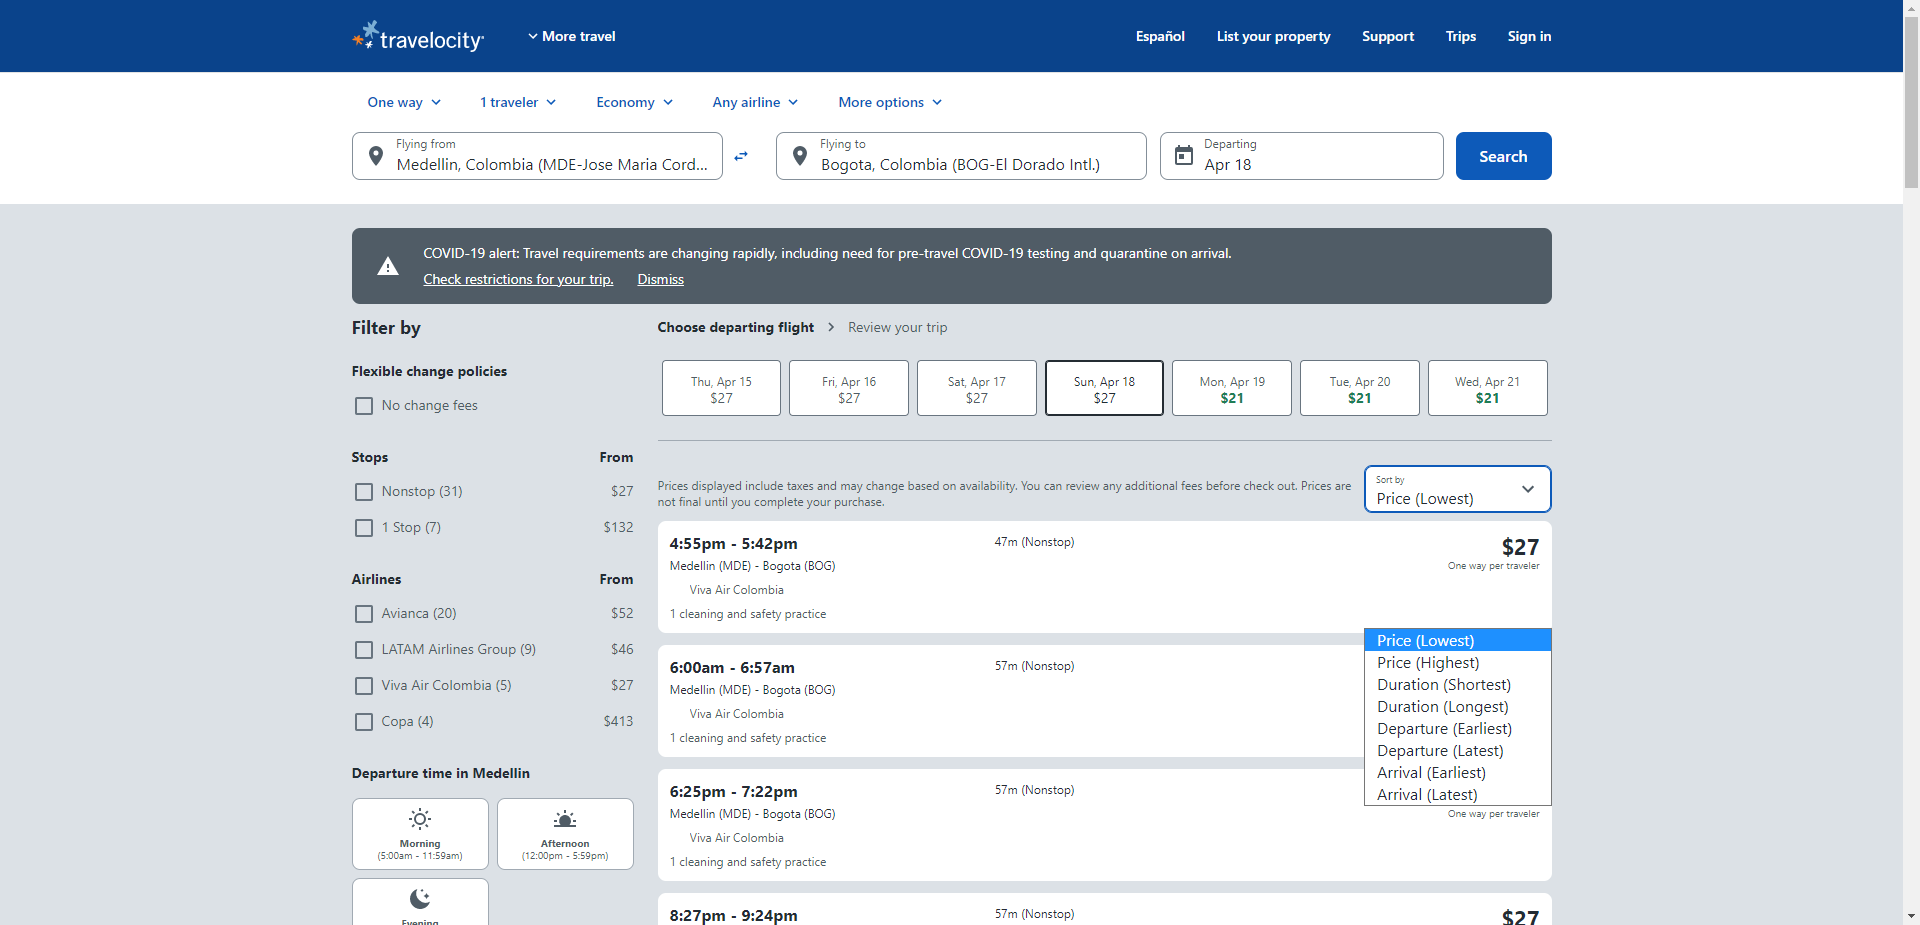 travelocity
More travel
Español
List your property
Support
Trips
Sign in
One way
1 traveler
Economy
Any airline
More options
Flying from
Medellin, Colombia (MDE-Jose Maria Cord...
Flying to
Bogota, Colombia (BOG-El Dorado Intl.)
Departing
Apr 18
Search
COVID-19 alert: Travel requirements are changing rapidly, including need for pre-travel COVID-19 testing and quarantine on arrival.
Check restrictions for your trip.
Dismiss
Filter by
Flexible change policies
No change fees
Stops From
Nonstop (31) $27
1 Stop (7) $132
Airlines From
Avianca (20) $52
LATAM Airlines Group (9) $46
Viva Air Colombia (5) $27
Copa (4) $413
Departure time in Medellin
Morning
(5:00am - 11:59am)
Afternoon
(12:00pm - 5:59pm)
Evening
Choose departing flight
Review your trip
Thu, Apr 15
$27
Fri, Apr 16
$27
Sat, Apr 17
$27
Sun, Apr 18
$27
Mon, Apr 19
$21
Tue, Apr 20
$21
Wed, Apr 21
$21
Prices displayed include taxes and may change based on availability. You can review any additional fees before check out. Prices are
not final until you complete your purchase.
Sort by
Price (Lowest)
4:55pm - 5:42pm
47m (Nonstop)
$27
Medellin (MDE) - Bogota (BOG)
One way per traveler
Viva Air Colombia
1 cleaning and safety practice
Price (Lowest)
Price (Highest)
Duration (Shortest)
Duration (Longest)
Departure (Earliest)
Departure (Latest)
Arrival (Earliest)
Arrival (Latest)
6:00am - 6:57am
57m (Nonstop)
Medellin (MDE) - Bogota (BOG)
Viva Air Colombia
1 cleaning and safety practice
6:25pm - 7:22pm
57m (Nonstop)
Medellin (MDE) - Bogota (BOG)
One way per traveler
Viva Air Colombia
1 cleaning and safety practice
8:27pm - 9:24pm
57m (Nonstop)
$27